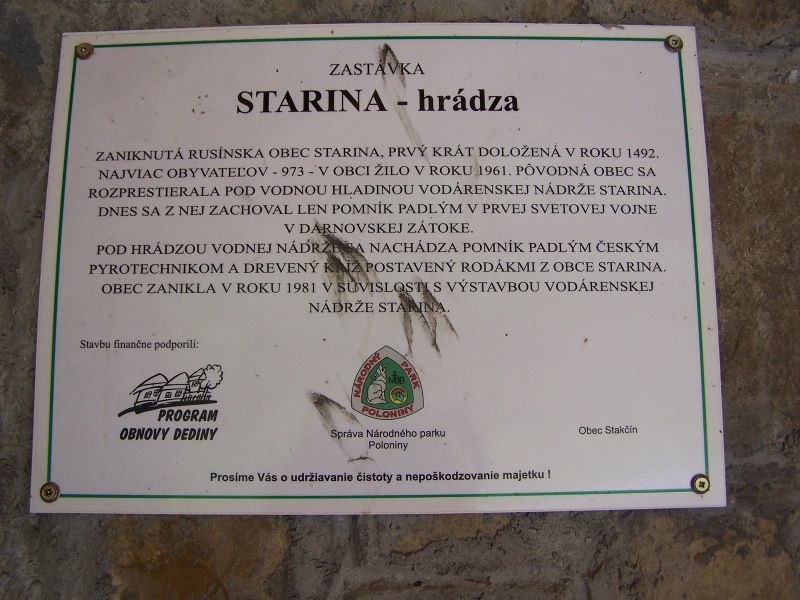 ZASTÁVKA
STARINA - hrádza
ZANIKNUTÁ RUSÍNSKA OBEC STARINA, PRVÝ KRÁT DOLOŽENÁ V ROKU 1492.
NAJVIAC OBYVATEĽOV - 973 - V OBCI ŽILO V ROKU 1961. PÔVODNÁ OBEC SA
ROZPRESTIERALA POD VODNOU HLADINOU VODÁRENSKEJ NÁDRŽE STARINA.
DNES SA Z NEJ ZACHOVAL LEN POMNÍK PADLÝM V PRVEJ SVETOVEJ VOJNE
V DARNOVSKEJ ZÁTOKE.
POD HRÁDZOU VODNEJ NÁDRŽE SA NACHÁDZA POMNÍK PADLÝM ČESKÝM
PYROTECHNIKOM A DREVENÝ KRÍŽ POSTAVENÝ RODÁKMI Z OBCE STARINA.
OBEC ZANIKLA V ROKU 1981 V SÚVISLOSTI S VÝSTAVBOU VODÁRENSKEJ
NÁDRŽE STARINA.
Stavbu finančne podporili:
PROGRAM
OBNOVY DEDINY
NÁRODNÝ PARK
POLONINY
Správa Národného parku
Poloniny
Obec Stakčín
Prosíme Vás o udržiavanie čistoty a nepoškodzovanie majetku !